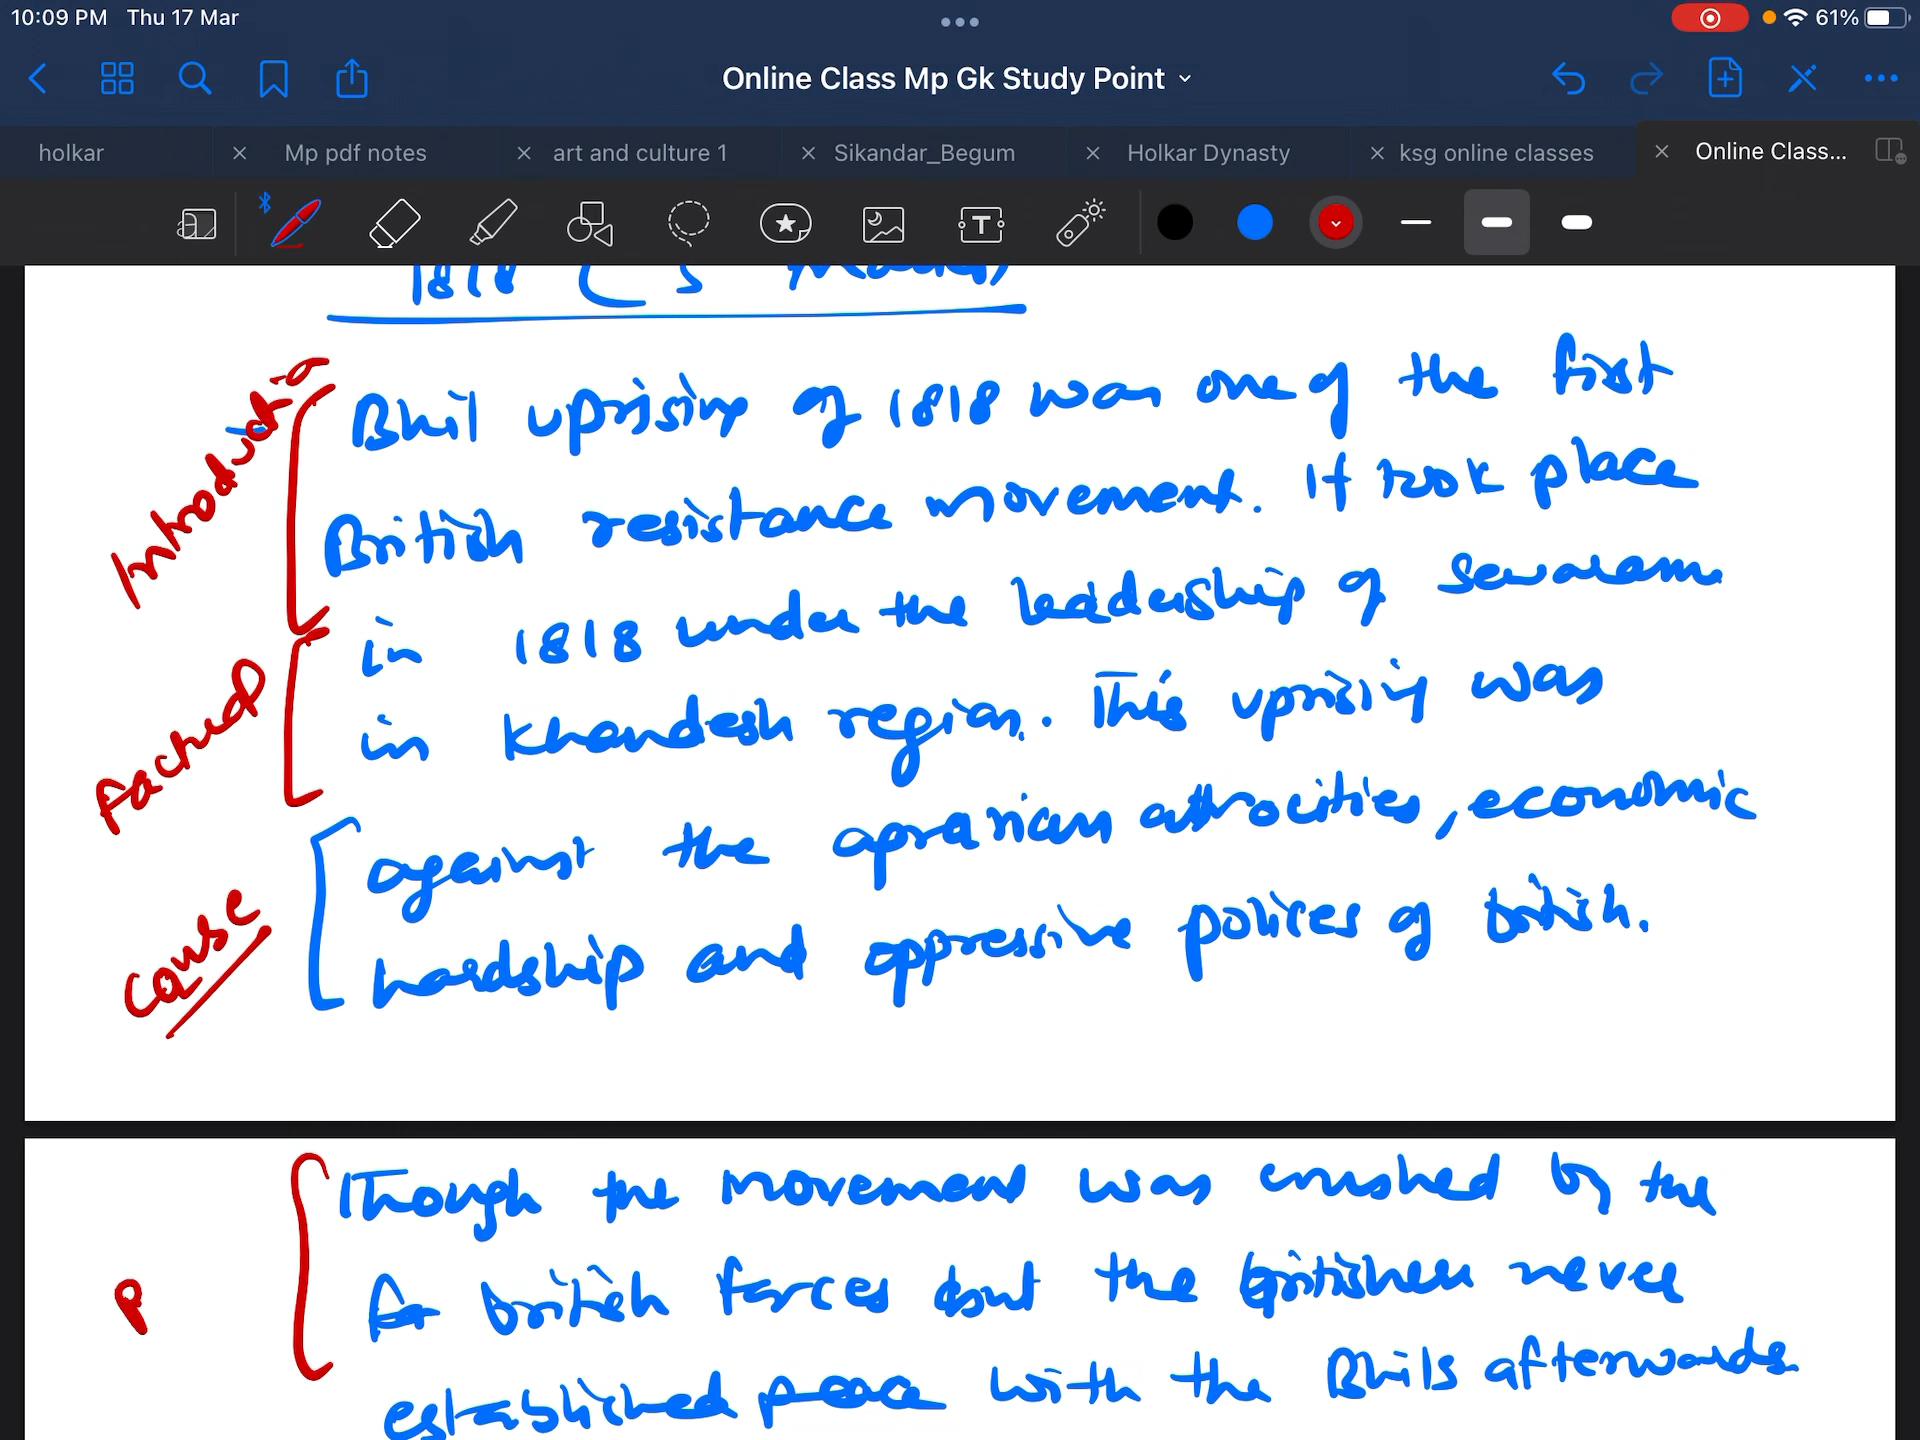 10:09 PM Thu 17 Mar
61%
Online Class Mp Gk Study Point
holkar
Mp pdf notes
art and culture 1
Sikandar_Begum
Holkar Dynasty
ksg online classes
Online Class...
1818 ( 5
Introductio
Bhil uprising of 1818 was one of the first
British resistance movement. It took place
in 1818 under the leadership of Sewaram
Factual
in Khandesh region. This uprising was
against the agrarian atrocities, economic
Cause
hardship and oppressive polices of british.
Though the movement was crushed by the
P
british forces but the britishers never
established peace with the Bhils afterwards